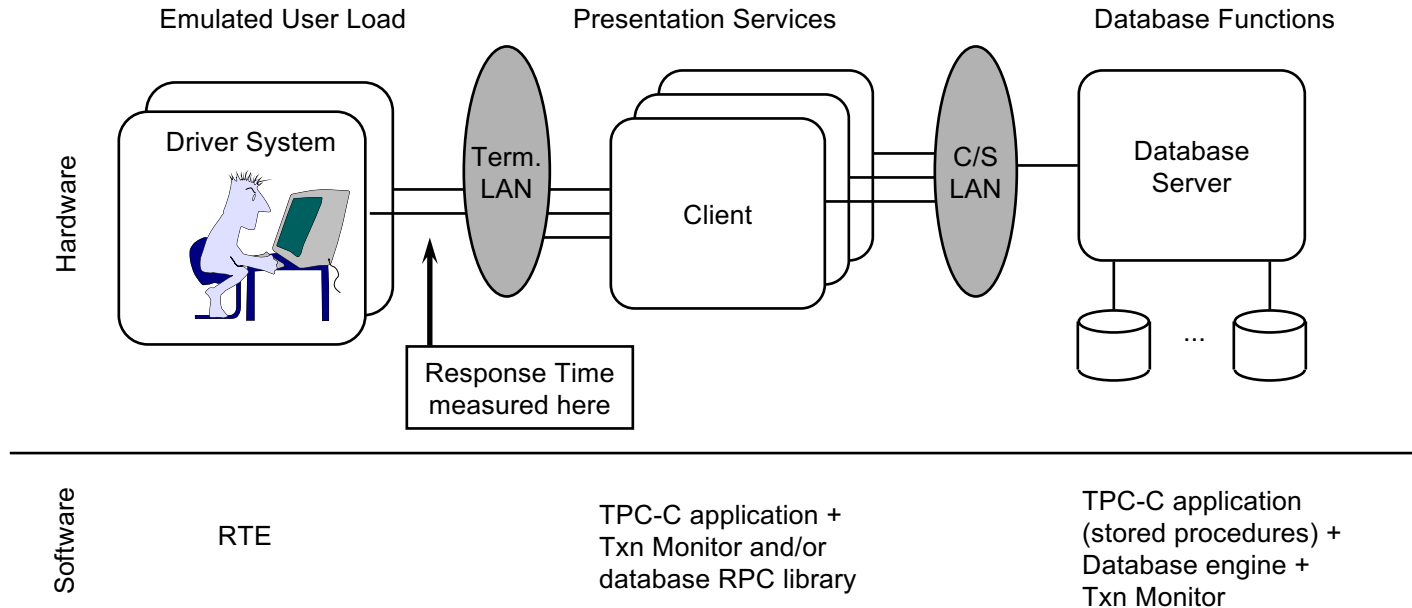 Emulated User Load
Presentation Services
Database Functions
Hardware
Driver System
Term.
LAN
Client
C/S
LAN
Database
Server
...
Response Time
measured here
Software
RTE
TPC-C application +
Txn Monitor and/or
database RPC library
TPC-C application
(stored procedures) +
Database engine +
Txn Monitor